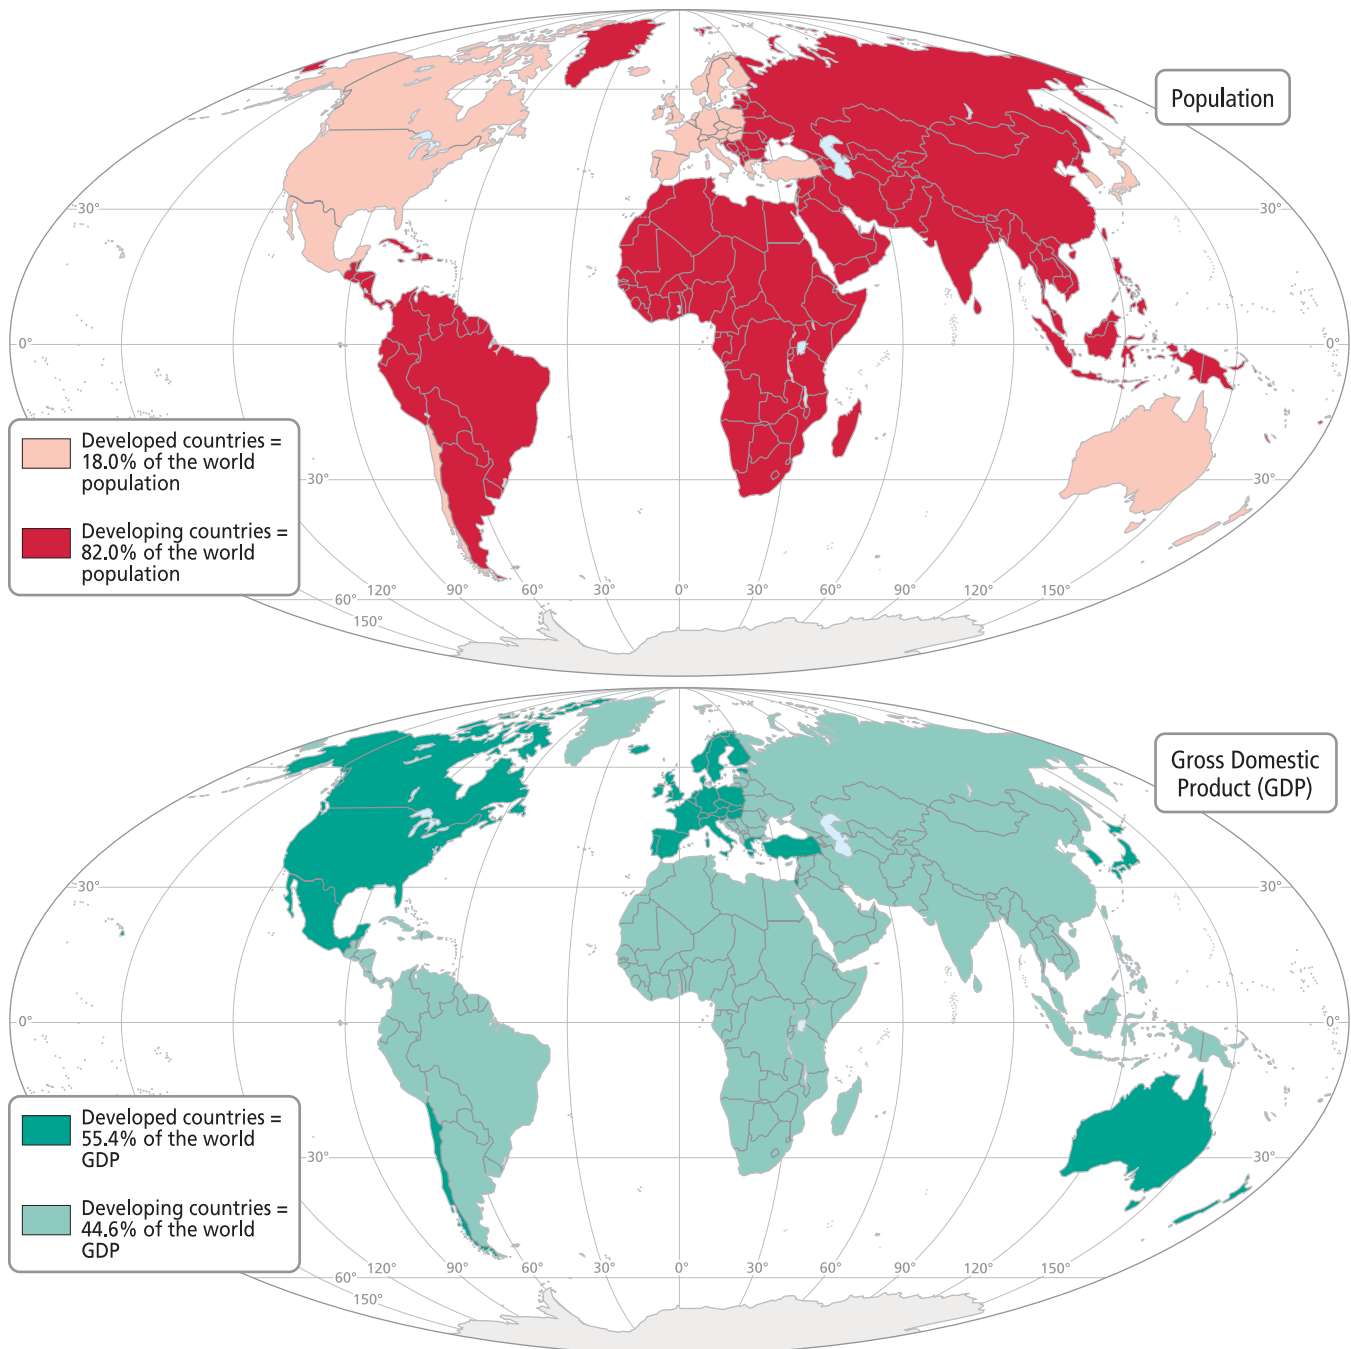 Population
30°
30°
0°
0°
Developed countries =
18.0% of the world
population
Developing countries =
82.0% of the world
population
30°
30°
120°
90°
60°
30°
0°
30°
60°
90°
120°
150°
60°
150°
Gross Domestic
Product (GDP)
30°
30°
0°
0°
Developed countries =
55.4% of the world
GDP
Developing countries =
44.6% of the world
GDP
30°
30°
120°
90°
60°
30°
0°
30°
60°
90°
120°
150°
60°
150°